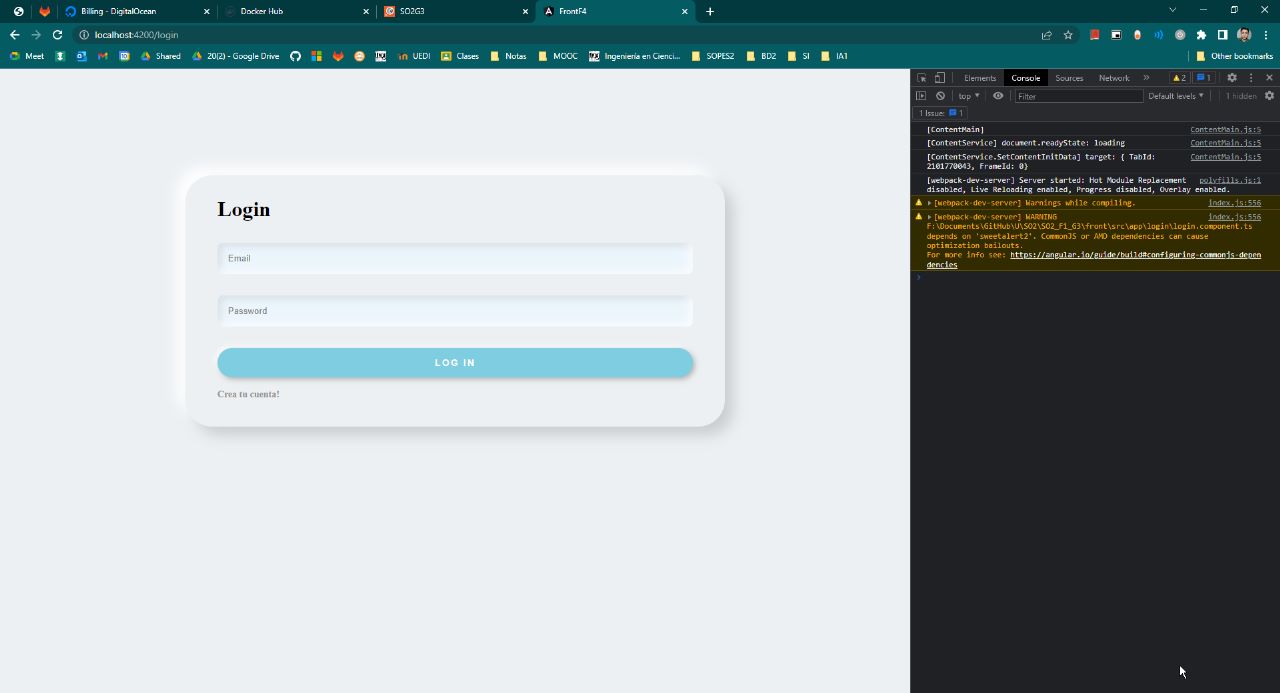 Billing - DigitalOcean
Docker Hub
SO2G3
FrontF4
localhost:4200/login
Meet
Shared
20(2) - Google Drive
UEDI
Clases
Notas
MOOC
Ingeniería en Cienci...
SOPES2
BD2
SI
IA1
Other bookmarks
Elements
Console
Sources
Network
2
1
top
Filter
Default levels
1 hidden
1 Issue:
1
[ContentMain] ContentMain.js:5
[ContentService] document.readyState: loading ContentMain.js:5
[ContentService.SetContentInitData] target: { TabId: ContentMain.js:5
2101770043, FrameId: 0}
[webpack-dev-server] Server started: Hot Module Replacement polyfills.js:1
disabled, Live Reloading enabled, Progress disabled, Overlay enabled.
[webpack-dev-server] Warnings while compiling. index.js:556
[webpack-dev-server] WARNING index.js:556
F:\Documents\GitHub\U\SO2\SO2_F1_G3\front\src\app\login\login.component.ts
depends on 'sweetalert2'. CommonJS or AMD dependencies can cause
optimization bailouts.
For more info see: https://angular.io/guide/build#configuring-commonjs-depen
dencies
Login
Email
Password
LOG IN
Crea tu cuenta!